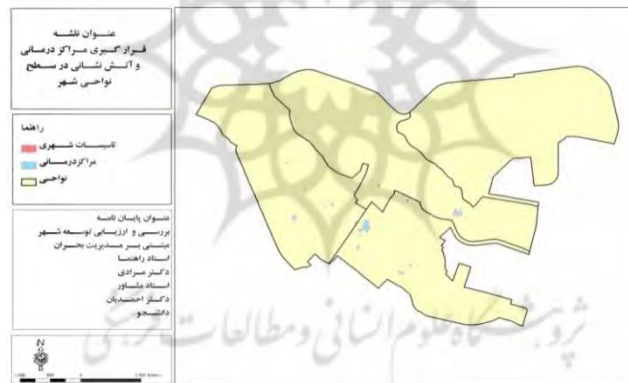 عنوان نقشه
قرارگیری مراکز درمانی
و آتش نشانی در سطح
نواحی شهر
راهنما
تاسیسات شهری
مراکزدرمانی
نواحی
عنوان پایان نامه
بررسی و ارزیابی توسعه شهر
مبتنی بر مدیریت بحران
استاد راهنما
دکتر مرادی
استاد مشاور
دکتر احمدیان
دانشجو
N
پژوهشگاه علوم انسانی و مطالعات فرهنگی